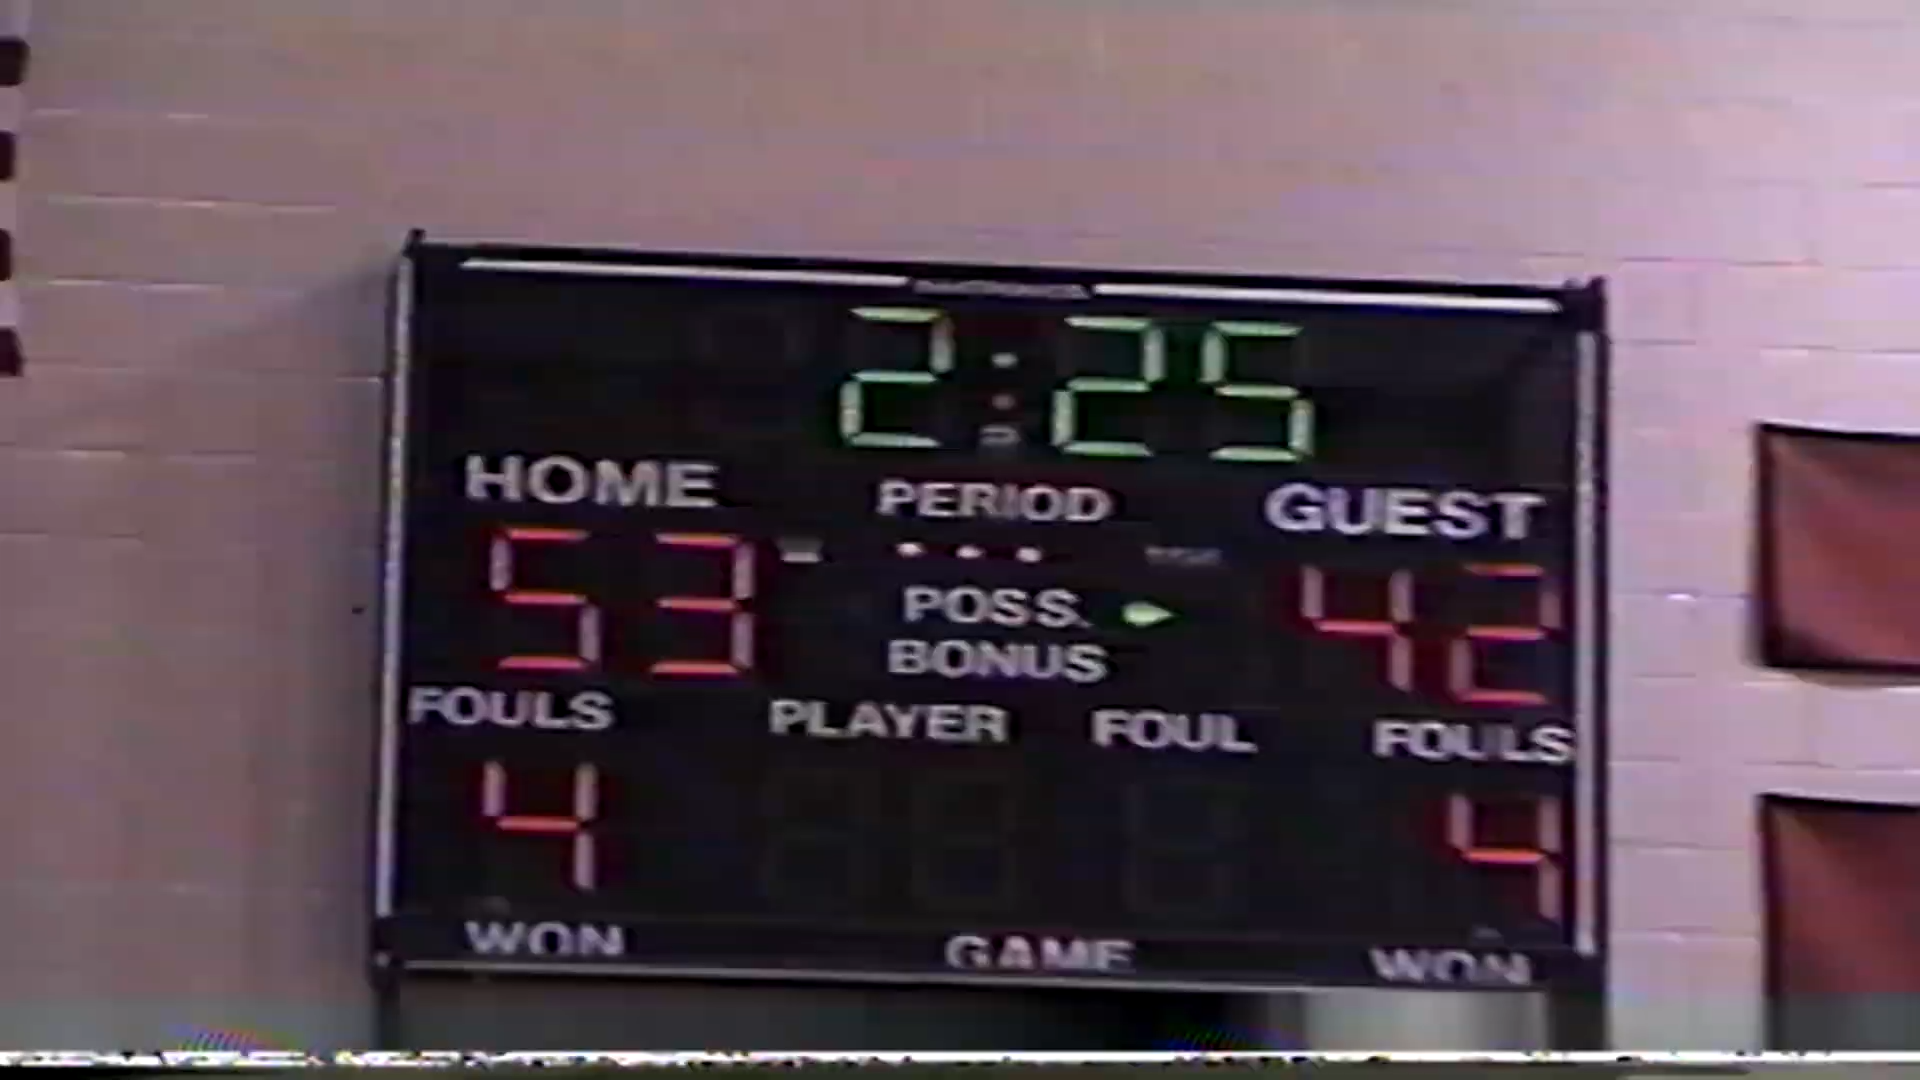 2:25
HOME PERIOD GUEST
53 42
POSS.
BONUS
FOULS PLAYER FOUL FOULS
4 4
WON GAME WON